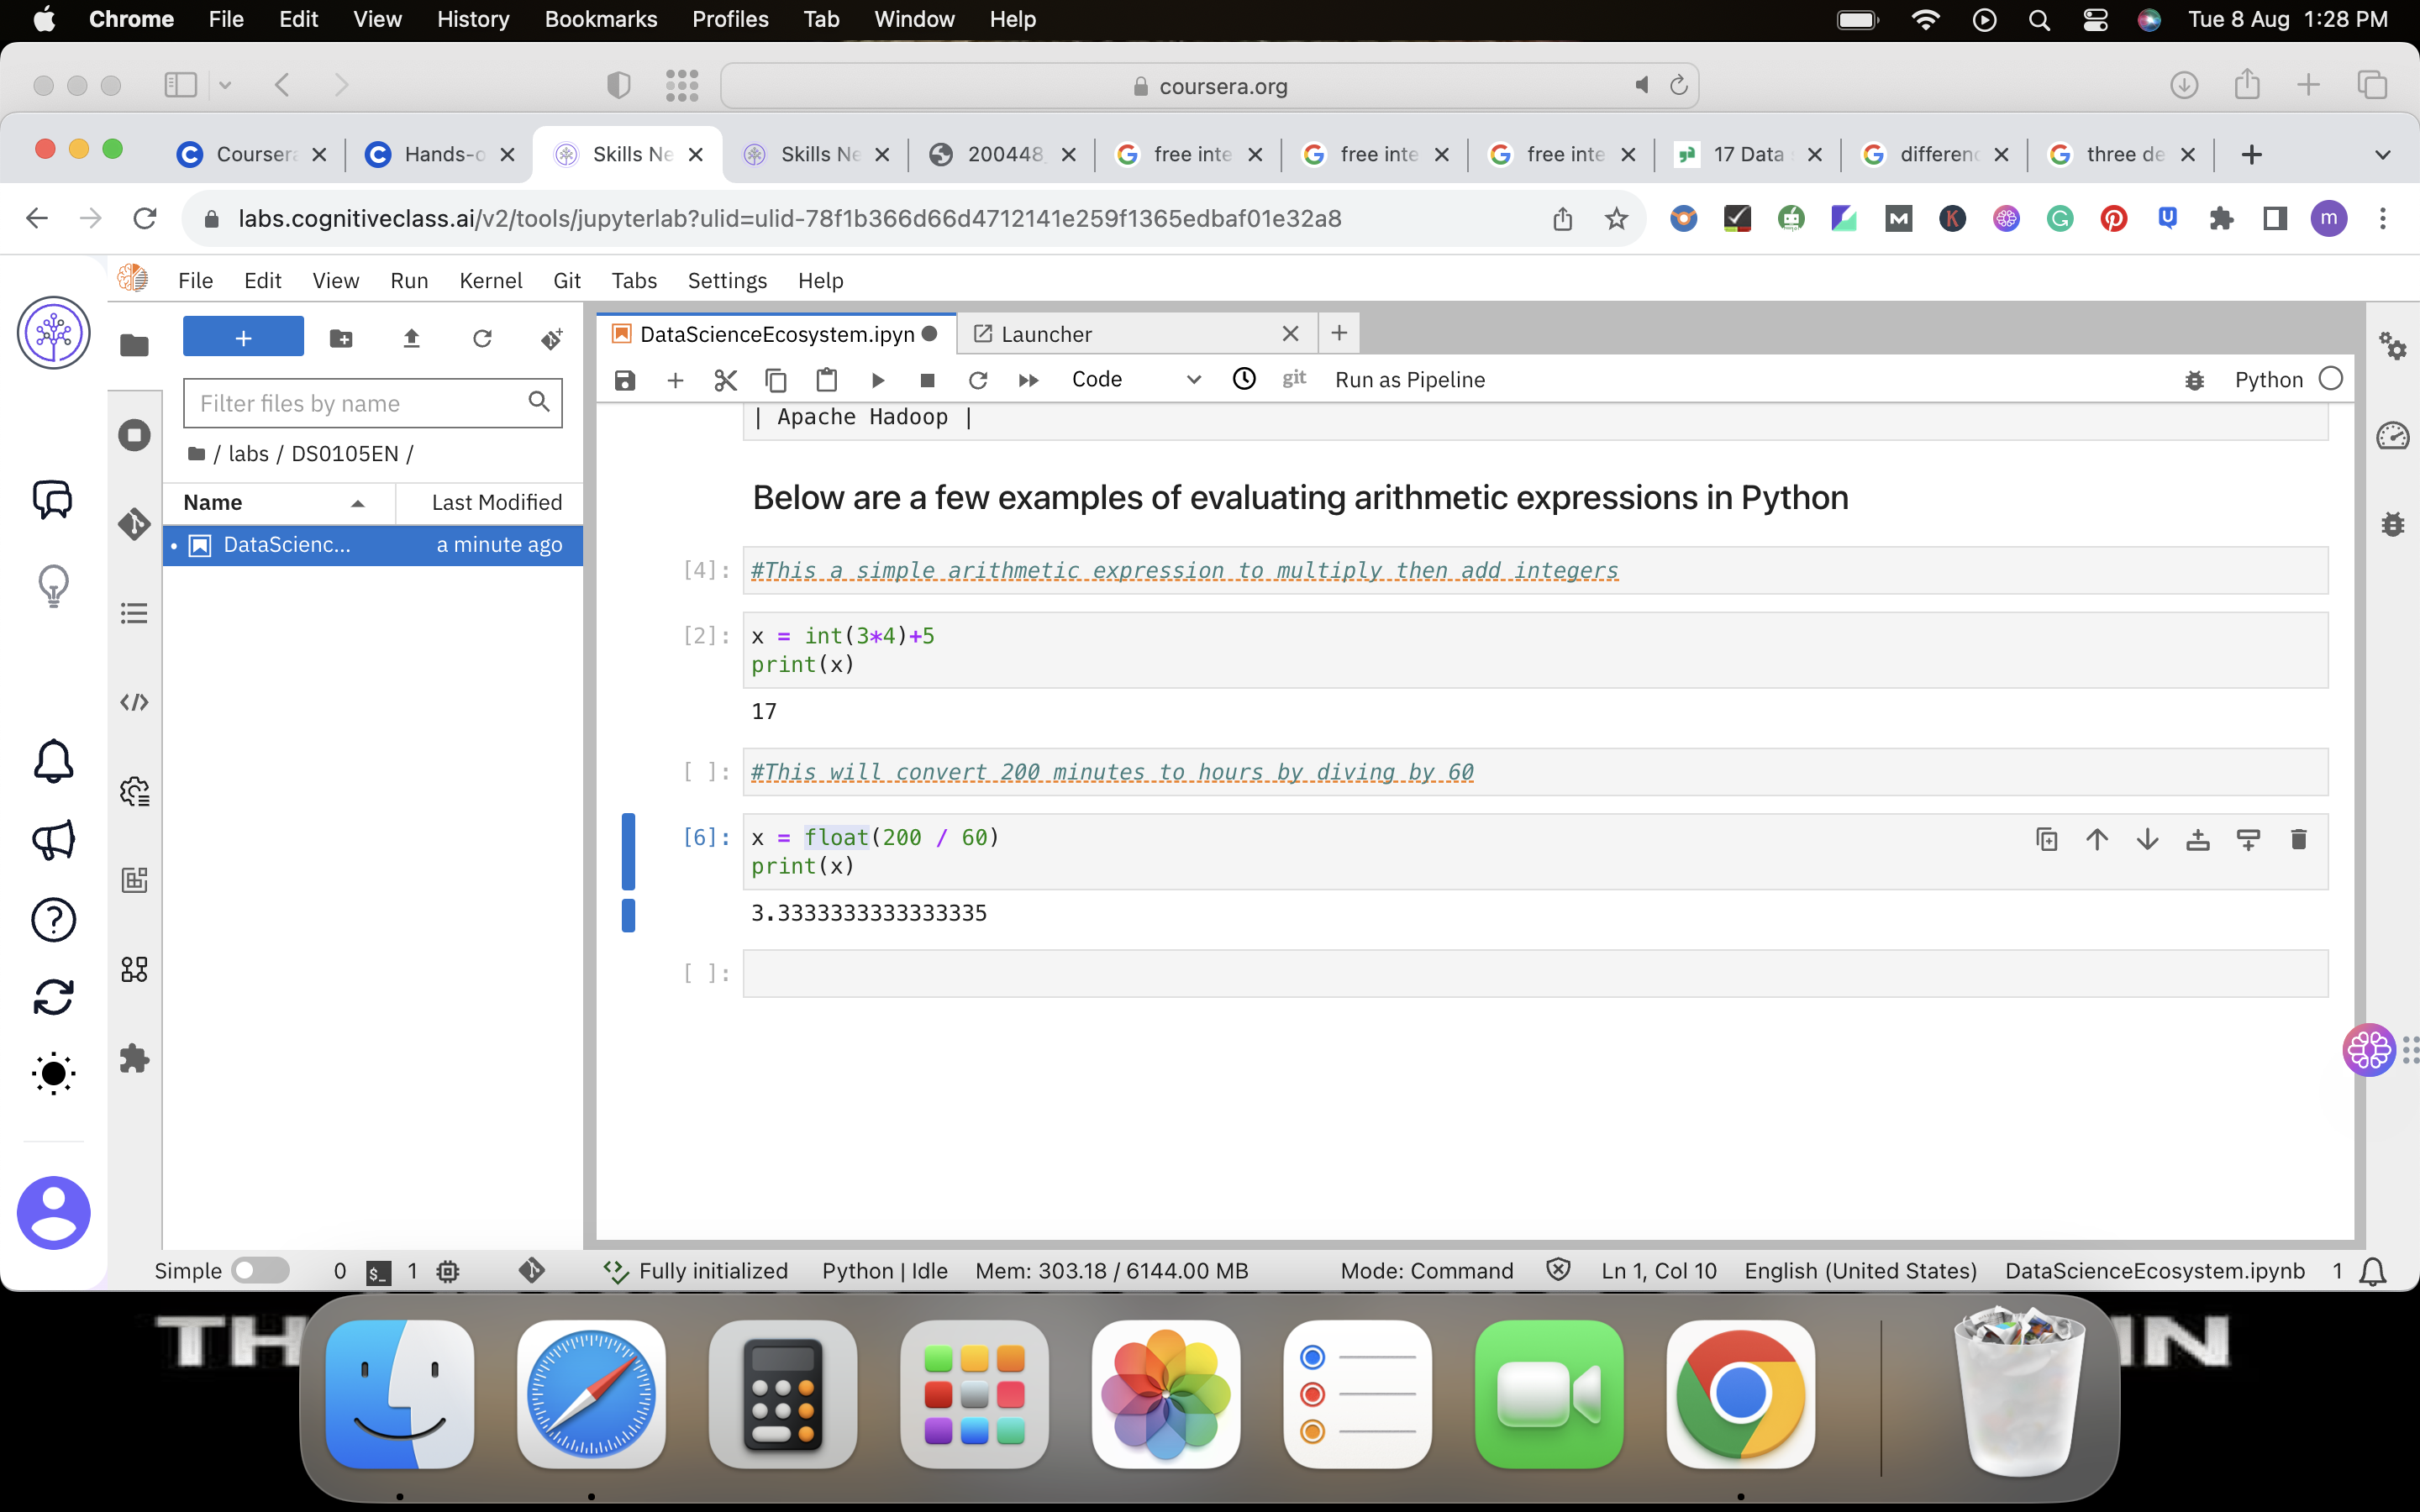 Chrome File Edit View History Bookmarks Profiles Tab Window Help Tue 8 Aug 1:28 PM
coursera.org
Coursera Hands-o Skills Ne Skills Ne 200448 free inte free inte free inte 17 Data differenc three de
labs.cognitiveclass.ai/v2/tools/jupyterlab?ulid=ulid-78f1b366d66d4712141e259f1365edbaf01e32a8
m
File Edit View Run Kernel Git Tabs Settings Help
DataScienceEcosystem.ipyn Launcher
Code git Run as Pipeline Python
Filter files by name
/ labs / DS0105EN /
Name Last Modified
DataScienc... a minute ago
| Apache Hadoop |
Below are a few examples of evaluating arithmetic expressions in Python
[4]: #This a simple arithmetic expression to multiply then add integers
[2]: x = int(3*4)+5
print(x)
17
[ ]: #This will convert 200 minutes to hours by diving by 60
[6]: x = float(200 / 60)
print(x)
3.3333333333333335
[ ]:
Simple 0 $_ 1 Fully initialized Python | Idle Mem: 303.18 / 6144.00 MB Mode: Command Ln 1, Col 10 English (United States) DataScienceEcosystem.ipynb 1
TH IN